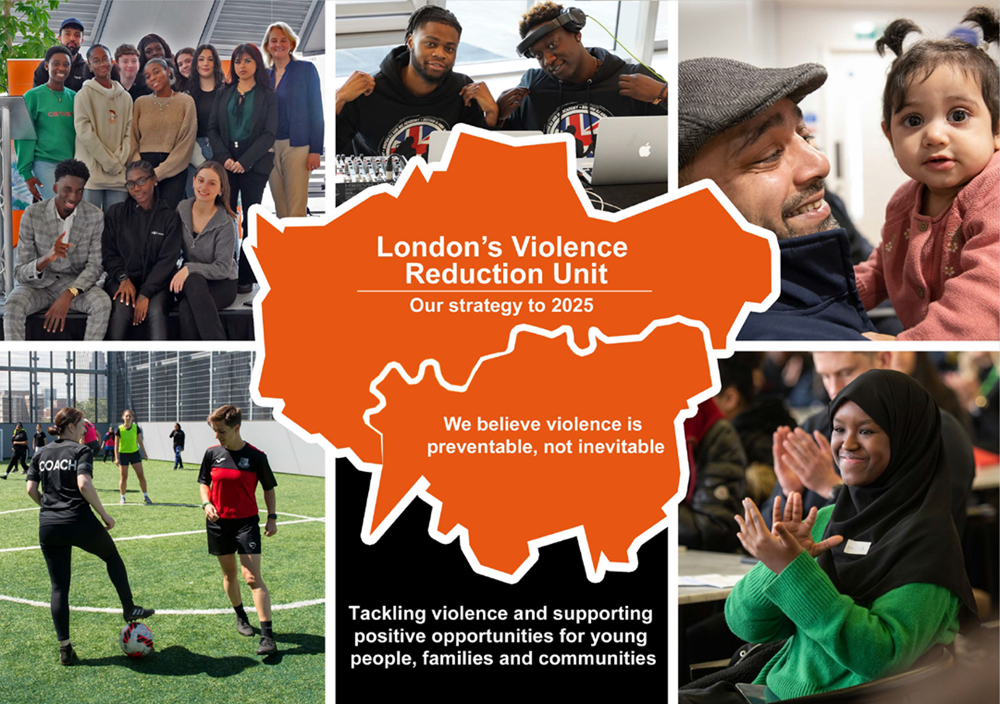 London's Violence
Reduction Unit
Our strategy to 2025
We believe violence is
preventable, not inevitable
Tackling violence and supporting
positive opportunities for young
people, families and communities
COACH